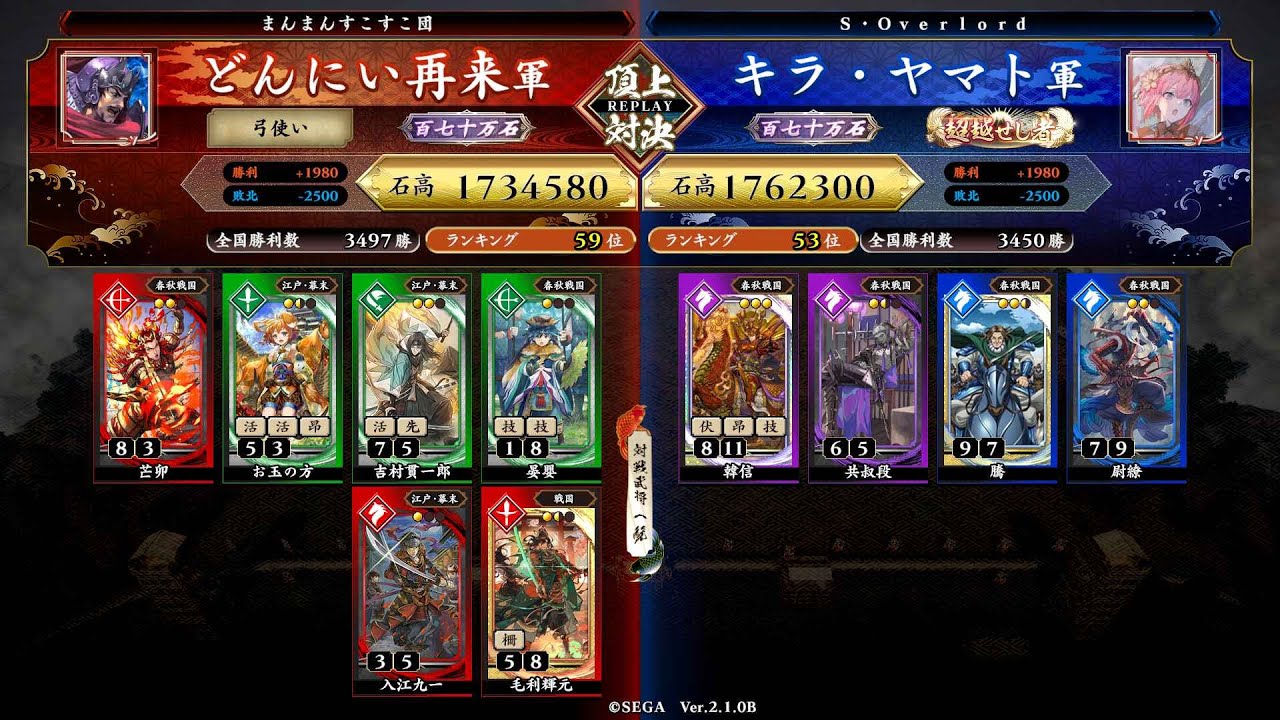 まんまんすこすこ団
S・Overlord
どんにい再来軍
頂上
REPLAY
対決
キラ・ヤマト軍
弓使い
百七十万石
百七十万石
超越せし者
勝利 +1980
敗北 -2500
石高 1734580
石高 1762300
勝利 +1980
敗北 -2500
全国勝利数 3497勝
ランキング 59位
ランキング 53位
全国勝利数 3450勝
春秋戦国
江戸・幕末
江戸・幕末
春秋戦国
春秋戦国
春秋戦国
春秋戦国
春秋戦国
活 活 昂
活 先
技 技
伏 昂 技
8 3
5 3
7 5
1 8
8 11
6 5
9 7
7 9
芒卯
お玉の方
吉村貫一郎
晏嬰
韓信
共叔段
騰
尉繚
対戦武将一覧
江戸・幕末
戦国
柵
3 5
5 8
入江九一
毛利輝元
©SEGA Ver.2.1.0B